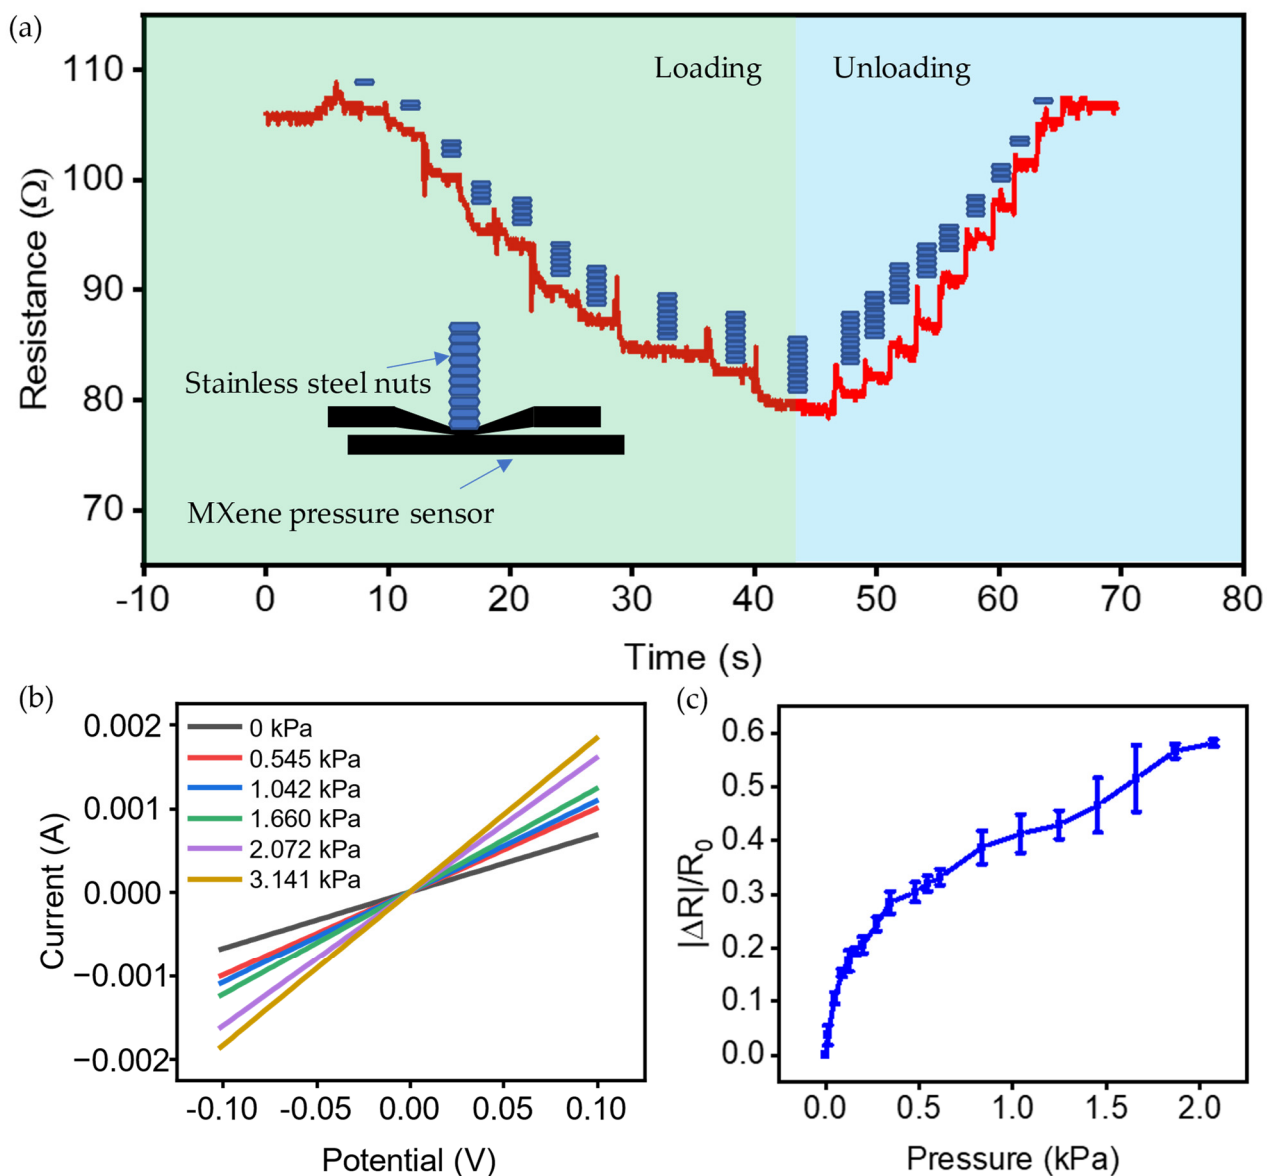 (a)
Loading
Unloading
110
100
90
80
70
Resistance (Ω)
Stainless steel nuts
MXene pressure sensor
-10
0
10
20
30
40
50
60
70
80
Time (s)
(b)
0.002
0.001
0.000
−0.001
−0.002
Current (A)
0 kPa
0.545 kPa
1.042 kPa
1.660 kPa
2.072 kPa
3.141 kPa
-0.10
-0.05
0.00
0.05
0.10
Potential (V)
(c)
0.6
0.5
0.4
0.3
0.2
0.1
0.0
|ΔR|/R0
0.0
0.5
1.0
1.5
2.0
Pressure (kPa)